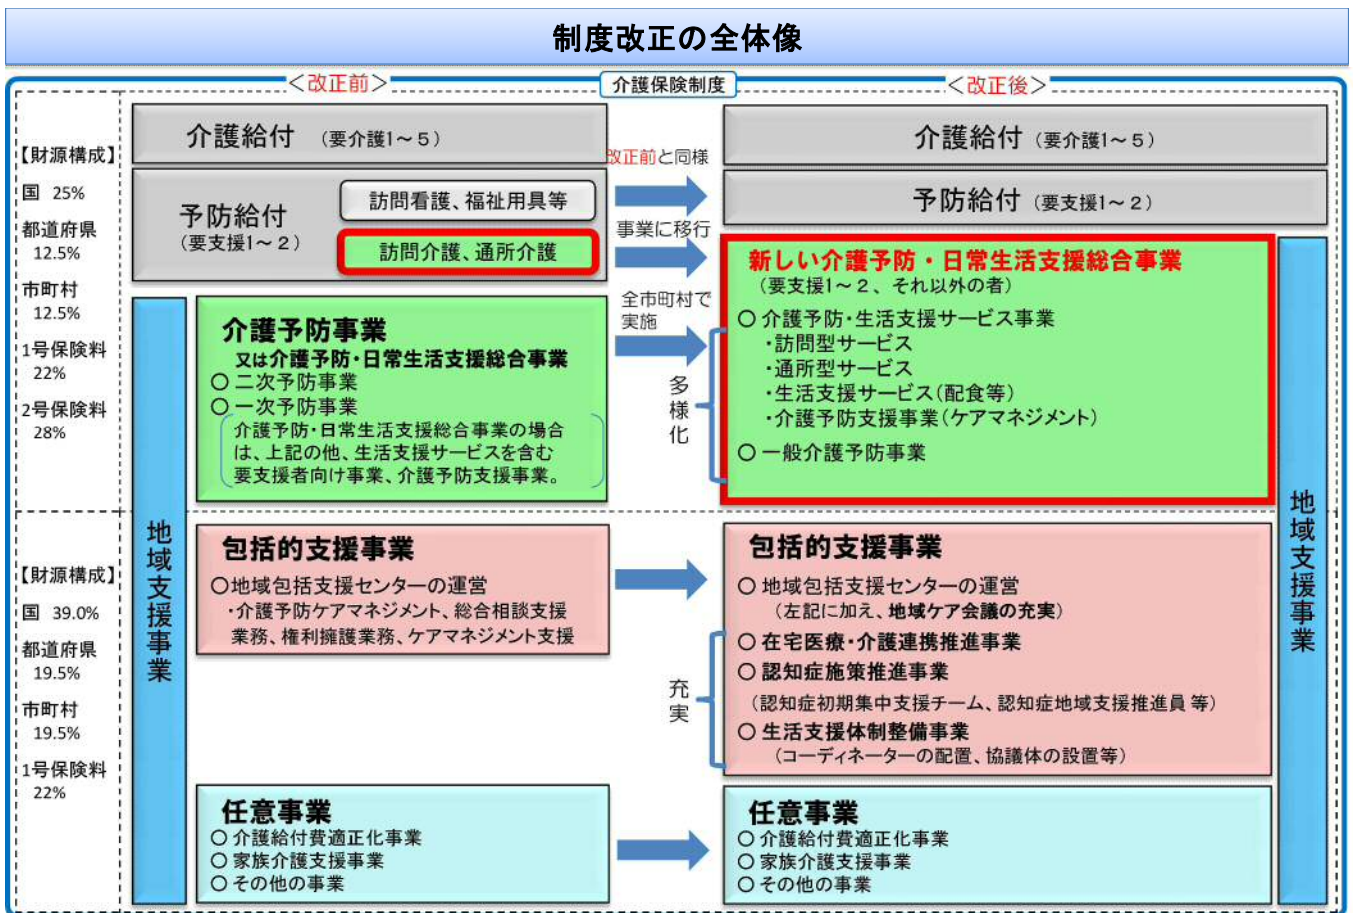 制度改正の全体像
介護保険制度
＜改正前＞
＜改正後＞
【財源構成】
国 25%
都道府県
12.5%
市町村
12.5%
1号保険料
22%
2号保険料
28%
【財源構成】
国 39.0%
都道府県
19.5%
市町村
19.5%
1号保険料
22%
介護給付 （要介護1～5）
予防給付
（要支援1～2）
訪問看護、福祉用具等
訪問介護、通所介護
地域支援事業
介護予防事業
又は介護予防・日常生活支援総合事業
○ 二次予防事業
○ 一次予防事業
介護予防・日常生活支援総合事業の場合
は、上記の他、生活支援サービスを含む
要支援者向け事業、介護予防支援事業。
包括的支援事業
○地域包括支援センターの運営
・介護予防ケアマネジメント、総合相談支援
業務、権利擁護業務、ケアマネジメント支援
任意事業
○ 介護給付費適正化事業
○ 家族介護支援事業
○ その他の事業
改正前と同様
事業に移行
全市町村で
実施
多様化
充実
介護給付 （要介護1～5）
予防給付 （要支援1～2）
新しい介護予防・日常生活支援総合事業
（要支援1～2、それ以外の者）
○ 介護予防・生活支援サービス事業
・訪問型サービス
・通所型サービス
・生活支援サービス（配食等）
・介護予防支援事業（ケアマネジメント）
○ 一般介護予防事業
包括的支援事業
○ 地域包括支援センターの運営
（左記に加え、地域ケア会議の充実）
○ 在宅医療・介護連携推進事業
○ 認知症施策推進事業
（認知症初期集中支援チーム、認知症地域支援推進員 等）
○ 生活支援体制整備事業
（コーディネーターの配置、協議体の設置等）
任意事業
○ 介護給付費適正化事業
○ 家族介護支援事業
○ その他の事業
地域支援事業